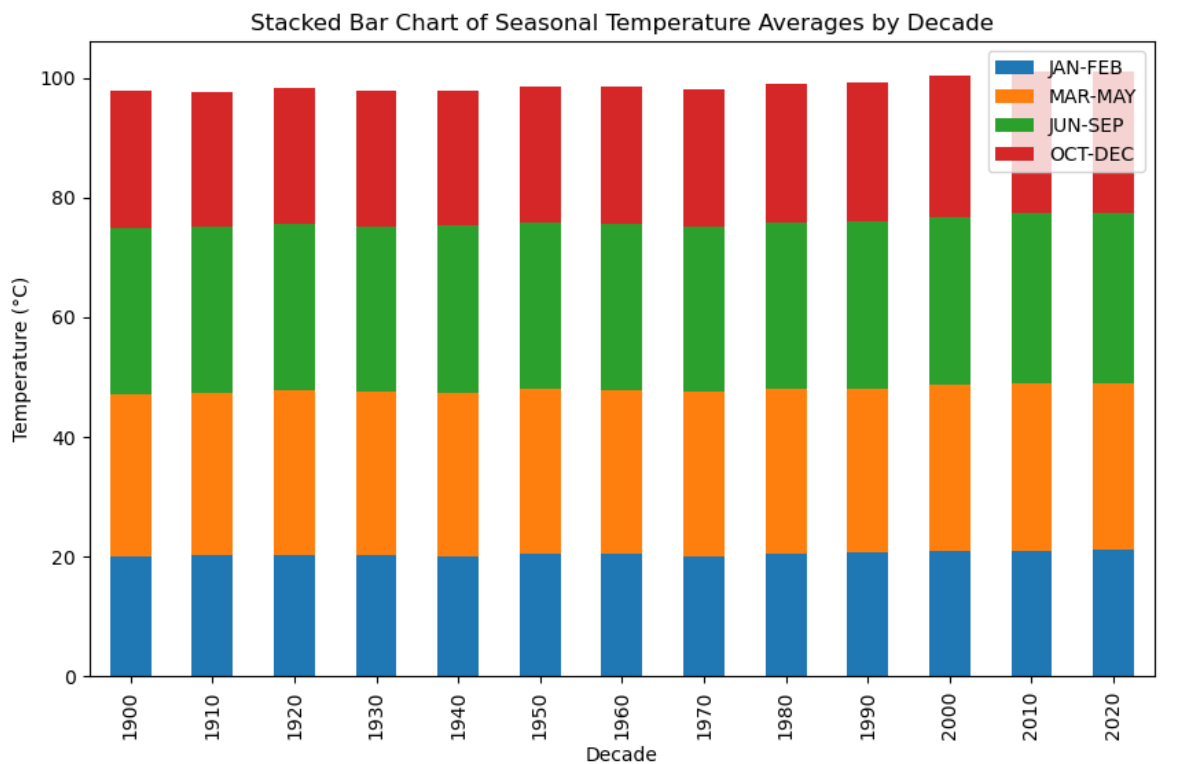 Stacked Bar Chart of Seasonal Temperature Averages by Decade
JAN-FEB
MAR-MAY
JUN-SEP
OCT-DEC
100
80
60
40
20
0
Temperature (°C)
1900 1910 1920 1930 1940 1950 1960 1970 1980 1990 2000 2010 2020
Decade